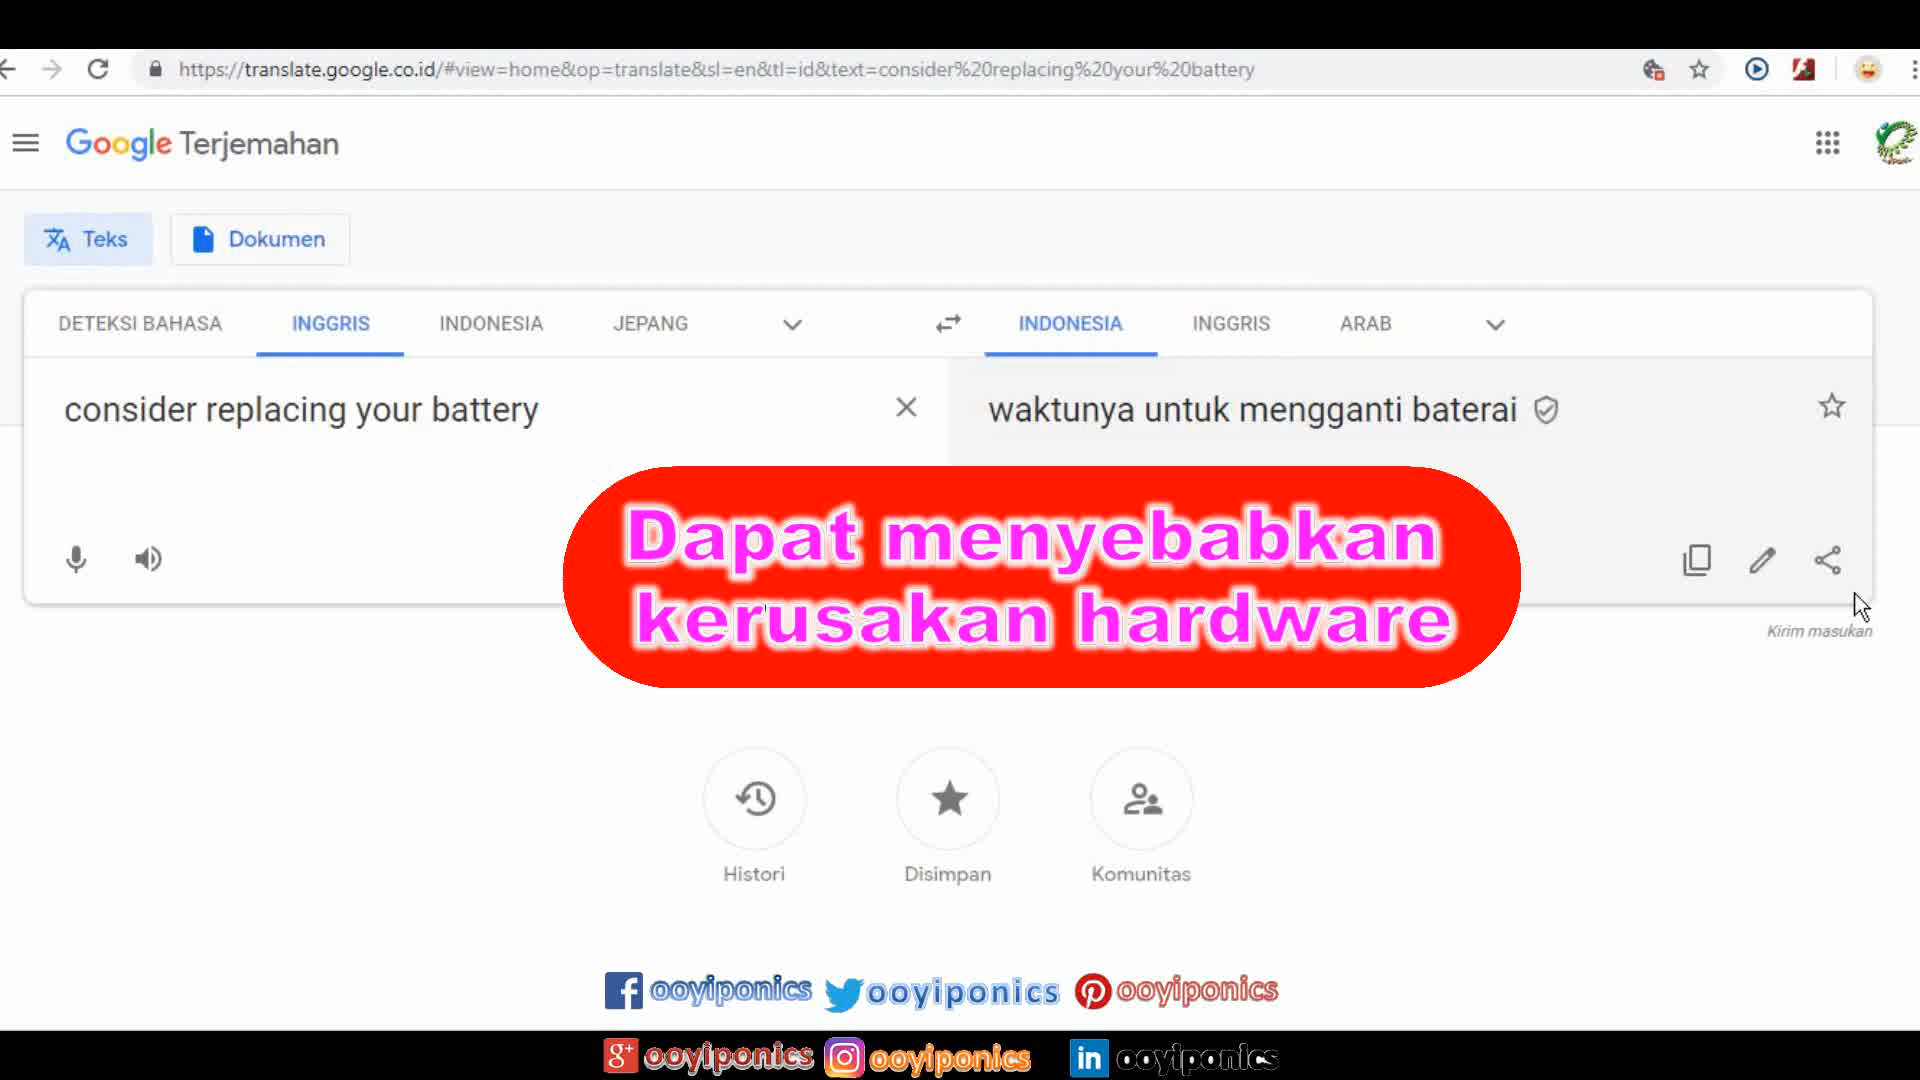 https://translate.google.co.id/#view=home&op=translate&sl=en&tl=id&text=consider%20replacing%20your%20battery
Google Terjemahan
Teks
Dokumen
DETEKSI BAHASA INGGRIS INDONESIA JEPANG
INDONESIA INGGRIS ARAB
consider replacing your battery
waktunya untuk mengganti baterai
Dapat menyebabkan
kerusakan hardware
Kirim masukan
Histori Disimpan Komunitas
ooyiponics ooyiponics ooyiponics
ooyiponics ooyiponics ooyiponics